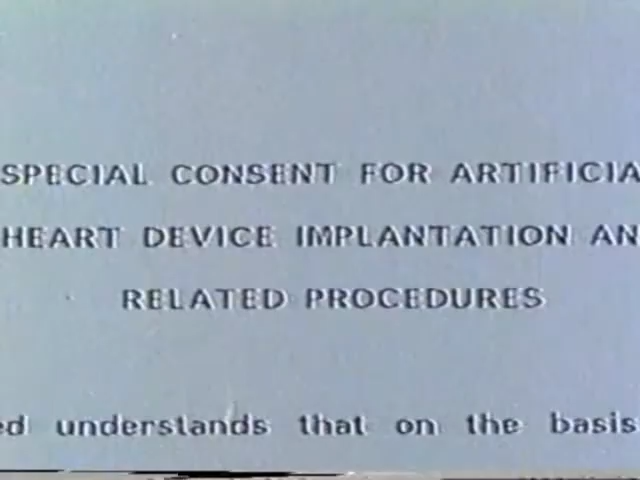 SPECIAL CONSENT FOR ARTIFICIA
HEART DEVICE IMPLANTATION AN
RELATED PROCEDURES
ed understands that on the basis